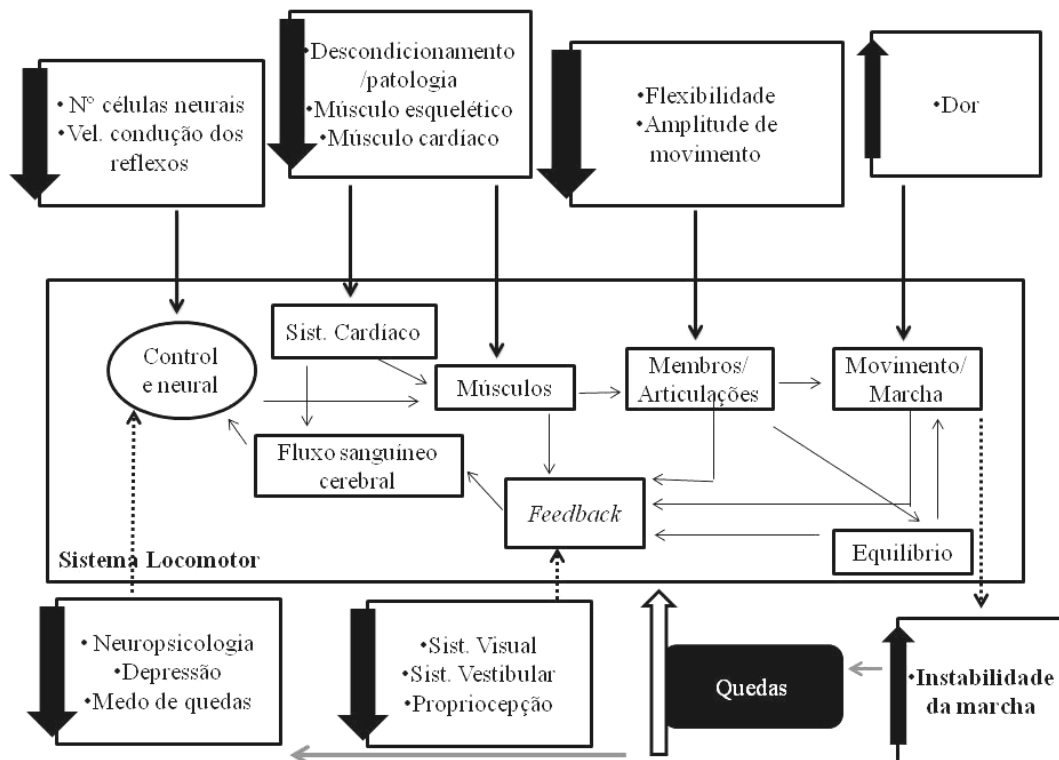 • N° células neurais
• Vel. condução dos
reflexos
•Descondicionamento
/patologia
• Músculo esquelético
• Músculo cardíaco
• Flexibilidade
• Amplitude de
movimento
• Dor
Control
e neural
Sist. Cardíaco
Músculos
Membros/
Articulações
Movimento/
Marcha
Fluxo sanguíneo
cerebral
Feedback
Equilíbrio
Sistema Locomotor
• Neuropsicologia
•Depressão
• Medo de quedas
• Sist. Visual
• Sist. Vestibular
• Propriocepção
Quedas
•Instabilidade
da marcha